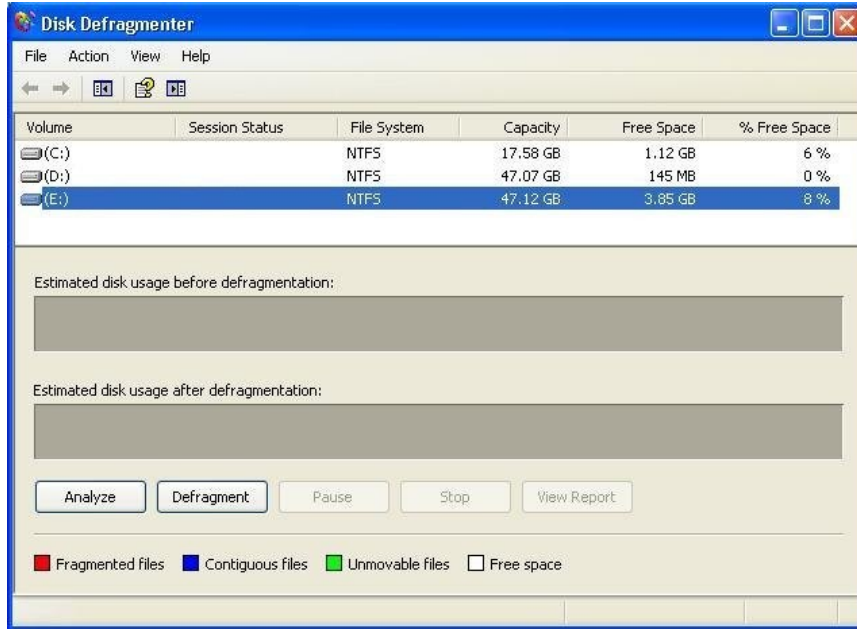 Disk Defragmenter
File Action View Help
Volume Session Status File System Capacity Free Space % Free Space
(C:) NTFS 17.58 GB 1.12 GB 6 %
(D:) NTFS 47.07 GB 145 MB 0 %
(E:) NTFS 47.12 GB 3.85 GB 8 %
Estimated disk usage before defragmentation:
Estimated disk usage after defragmentation:
Analyze Defragment Pause Stop View Report
Fragmented files Contiguous files Unmovable files Free space